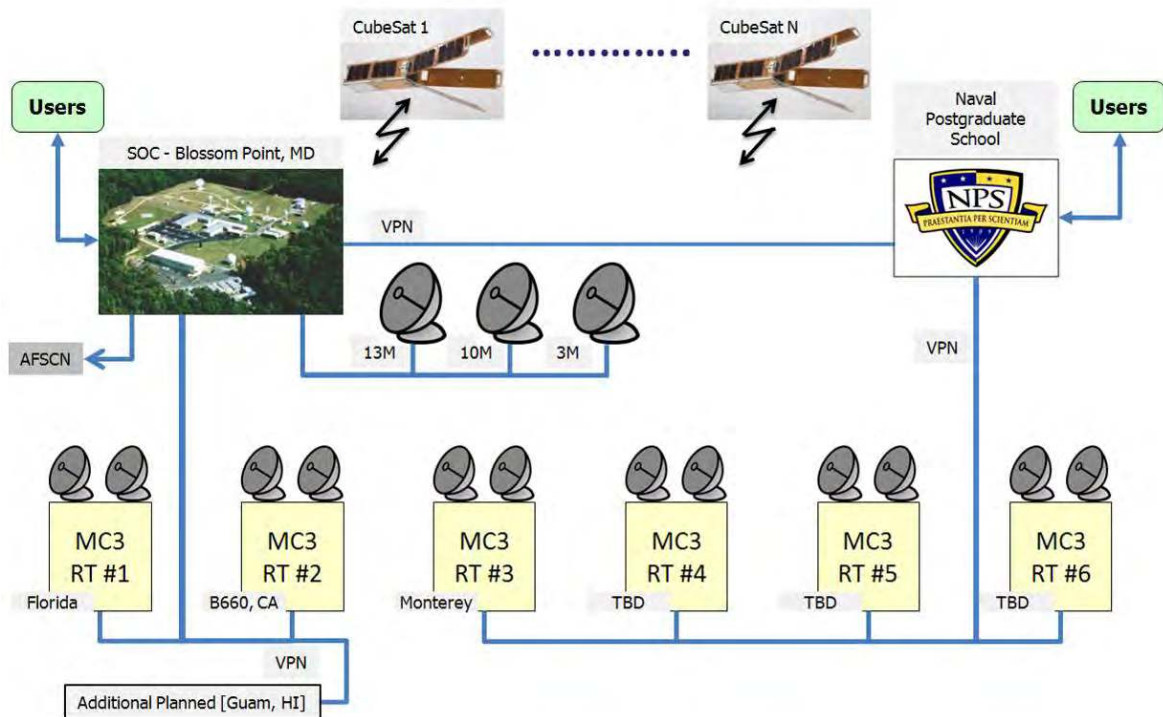 CubeSat 1
CubeSat N
Users
Naval
Postgraduate
School
Users
SOC - Blossom Point, MD
NPS
PRAESTANTIA PER SCIENTIAM
VPN
AFSCN
13M
10M
3M
VPN
MC3
RT #1
Florida
MC3
RT #2
B660, CA
MC3
RT #3
Monterey
MC3
RT #4
TBD
MC3
RT #5
TBD
MC3
RT #6
TBD
VPN
Additional Planned [Guam, HI]